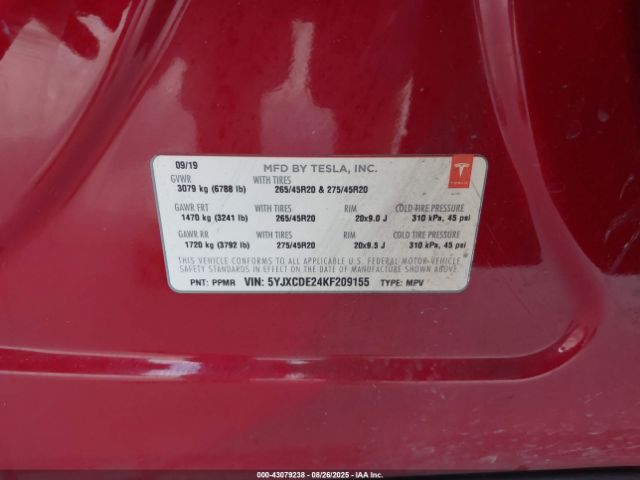 09/19 MFD BY TESLA, INC.
GVWR WITH TIRES
3079 kg (6788 lb) 265/45R20 & 275/45R20
TESLA
GAWR FRT WITH TIRES RIM COLD TIRE PRESSURE
1470 kg (3241 lb) 265/45R20 20x9.0 J 310 kPa, 45 psi
GAWR RR WITH TIRES RIM COLD TIRE PRESSURE
1720 kg (3792 lb) 275/45R20 20x9.5 J 310 kPa, 45 psi
THIS VEHICLE CONFORMS TO ALL APPLICABLE U.S. FEDERAL MOTOR-VEHICLE
SAFETY STANDARDS IN EFFECT ON THE DATE OF MANUFACTURE SHOWN ABOVE.
PNT: PPMR VIN: 5YJXCDE24KF209155 TYPE: MPV
000-43079238 - 08/26/2025 - IAAI.COM